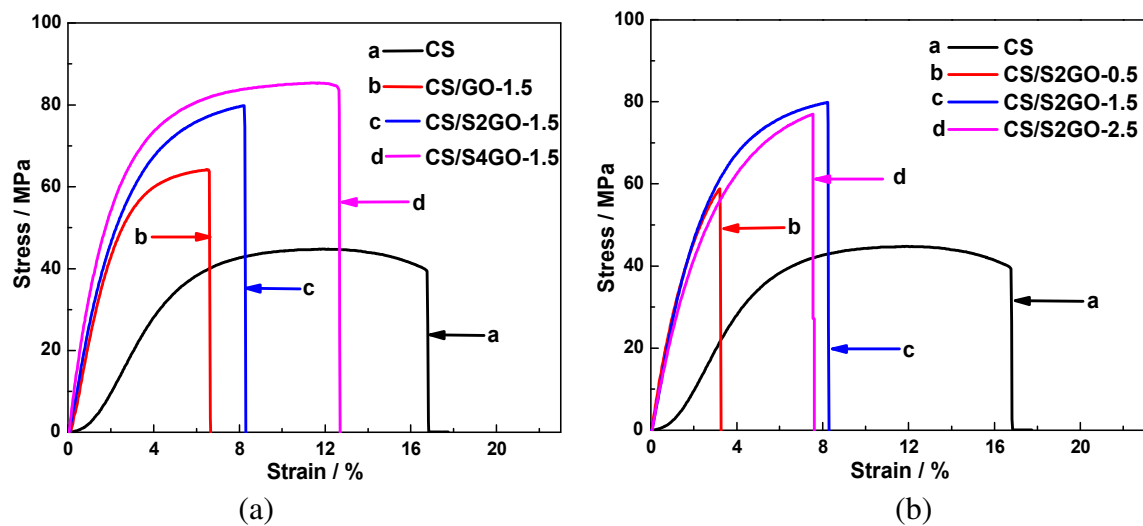 100
80
60
40
20
0
Stress / MPa
0 4 8 12 16 20
Strain / %
a CS
b CS/GO-1.5
c CS/S2GO-1.5
d CS/S4GO-1.5
d
b
c
a
(a)
100
80
60
40
20
0
Stress / MPa
0 4 8 12 16 20
Strain / %
a CS
b CS/S2GO-0.5
c CS/S2GO-1.5
d CS/S2GO-2.5
d
b
a
c
(b)